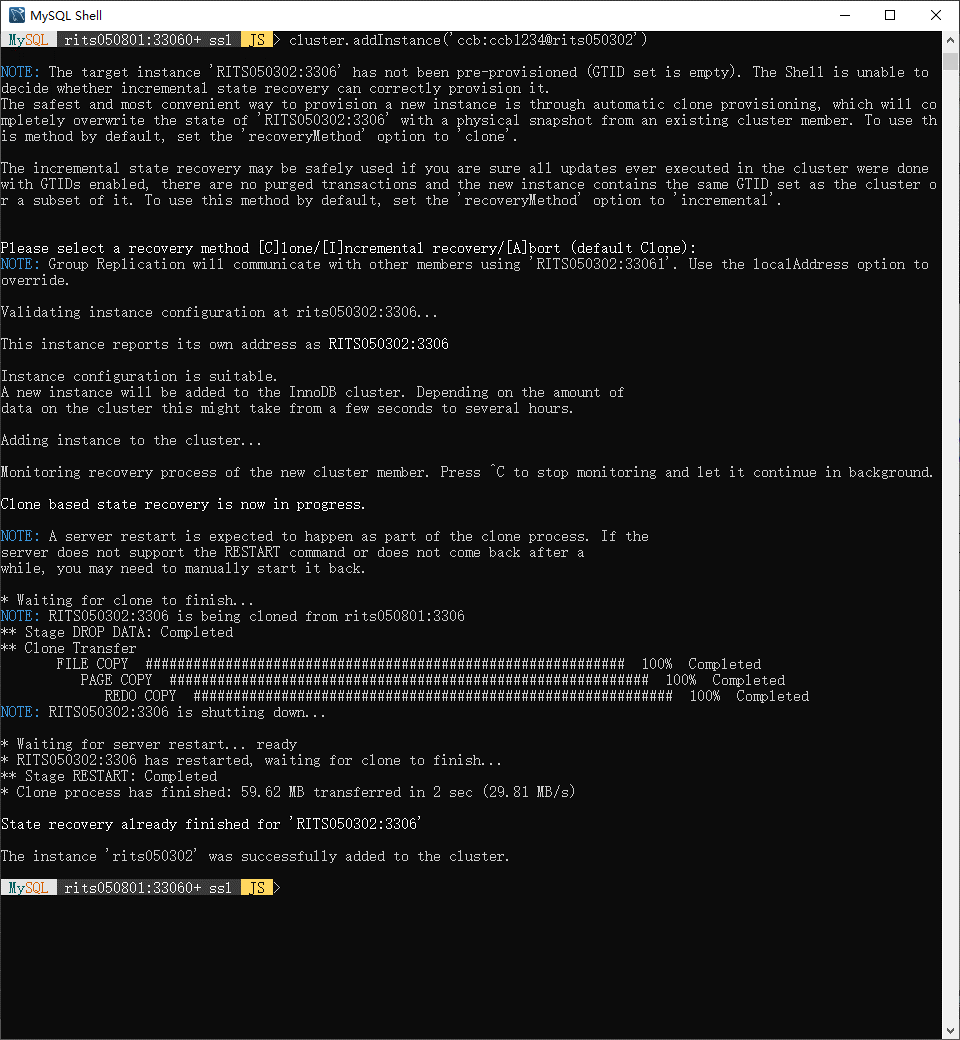 MySQL Shell
MySQL rits050801:33060+ ssl JS > cluster.addInstance('ccb:ccb1234@rits050302')
NOTE: The target instance 'RITS050302:3306' has not been pre-provisioned (GTID set is empty). The Shell is unable to
decide whether incremental state recovery can correctly provision it.
The safest and most convenient way to provision a new instance is through automatic clone provisioning, which will co
mpletely overwrite the state of 'RITS050302:3306' with a physical snapshot from an existing cluster member. To use th
is method by default, set the 'recoveryMethod' option to 'clone'.
The incremental state recovery may be safely used if you are sure all updates ever executed in the cluster were done
with GTIDs enabled, there are no purged transactions and the new instance contains the same GTID set as the cluster o
r a subset of it. To use this method by default, set the 'recoveryMethod' option to 'incremental'.
Please select a recovery method [C]lone/[I]ncremental recovery/[A]bort (default Clone):
NOTE: Group Replication will communicate with other members using 'RITS050302:33061'. Use the localAddress option to
override.
Validating instance configuration at rits050302:3306...
This instance reports its own address as RITS050302:3306
Instance configuration is suitable.
A new instance will be added to the InnoDB cluster. Depending on the amount of
data on the cluster this might take from a few seconds to several hours.
Adding instance to the cluster...
Monitoring recovery process of the new cluster member. Press ^C to stop monitoring and let it continue in background.
Clone based state recovery is now in progress.
NOTE: A server restart is expected to happen as part of the clone process. If the
server does not support the RESTART command or does not come back after a
while, you may need to manually start it back.
* Waiting for clone to finish...
NOTE: RITS050302:3306 is being cloned from rits050801:3306
** Stage DROP DATA: Completed
** Clone Transfer
FILE COPY ############################################################ 100% Completed
PAGE COPY ############################################################ 100% Completed
REDO COPY ############################################################ 100% Completed
NOTE: RITS050302:3306 is shutting down...
* Waiting for server restart... ready
* RITS050302:3306 has restarted, waiting for clone to finish...
** Stage RESTART: Completed
* Clone process has finished: 59.62 MB transferred in 2 sec (29.81 MB/s)
State recovery already finished for 'RITS050302:3306'
The instance 'rits050302' was successfully added to the cluster.
MySQL rits050801:33060+ ssl JS >